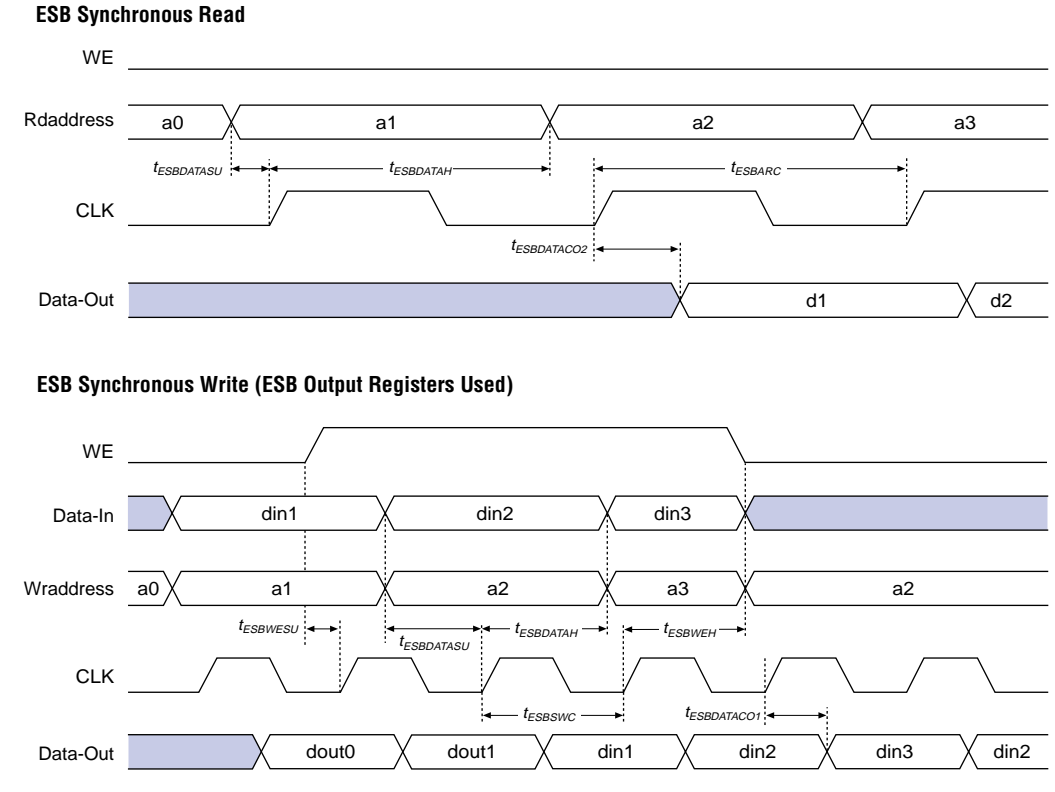 ESB Synchronous Read
WE
Rdaddress a0 a1 a2 a3
tESBDATASU tESBDATAH tESBARC
CLK
tESBDATACO2
Data-Out d1 d2
ESB Synchronous Write (ESB Output Registers Used)
WE
Data-In din1 din2 din3
Wraddress a0 a1 a2 a3 a2
tESBWESU tESBDATASU tESBDATAH tESBWEH
CLK
tESBSWC tESBDATACO1
Data-Out dout0 dout1 din1 din2 din3 din2